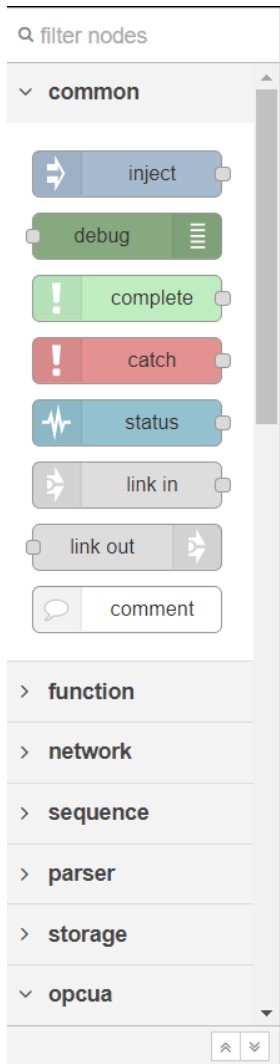 filter nodes
common
inject
debug
complete
catch
status
link in
link out
comment
function
network
sequence
parser
storage
opcua